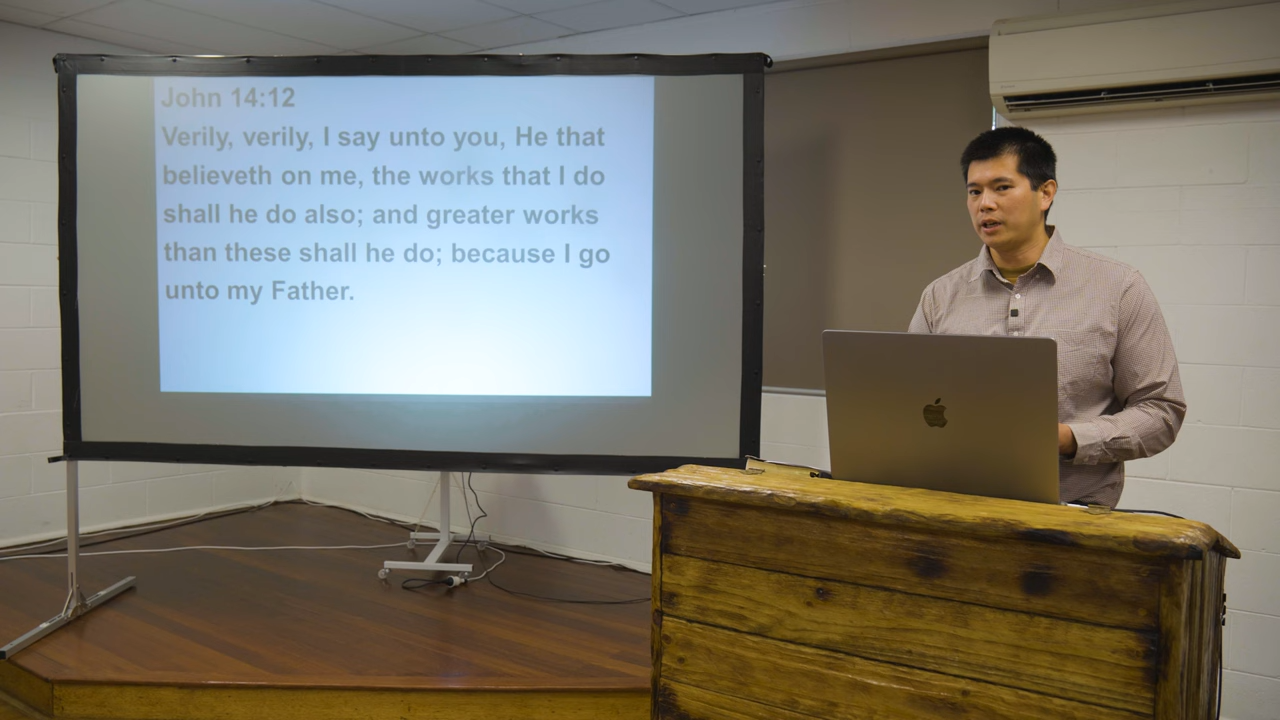 John 14:12
Verily, verily, I say unto you, He that
believeth on me, the works that I do
shall he do also; and greater works
than these shall he do; because I go
unto my Father.